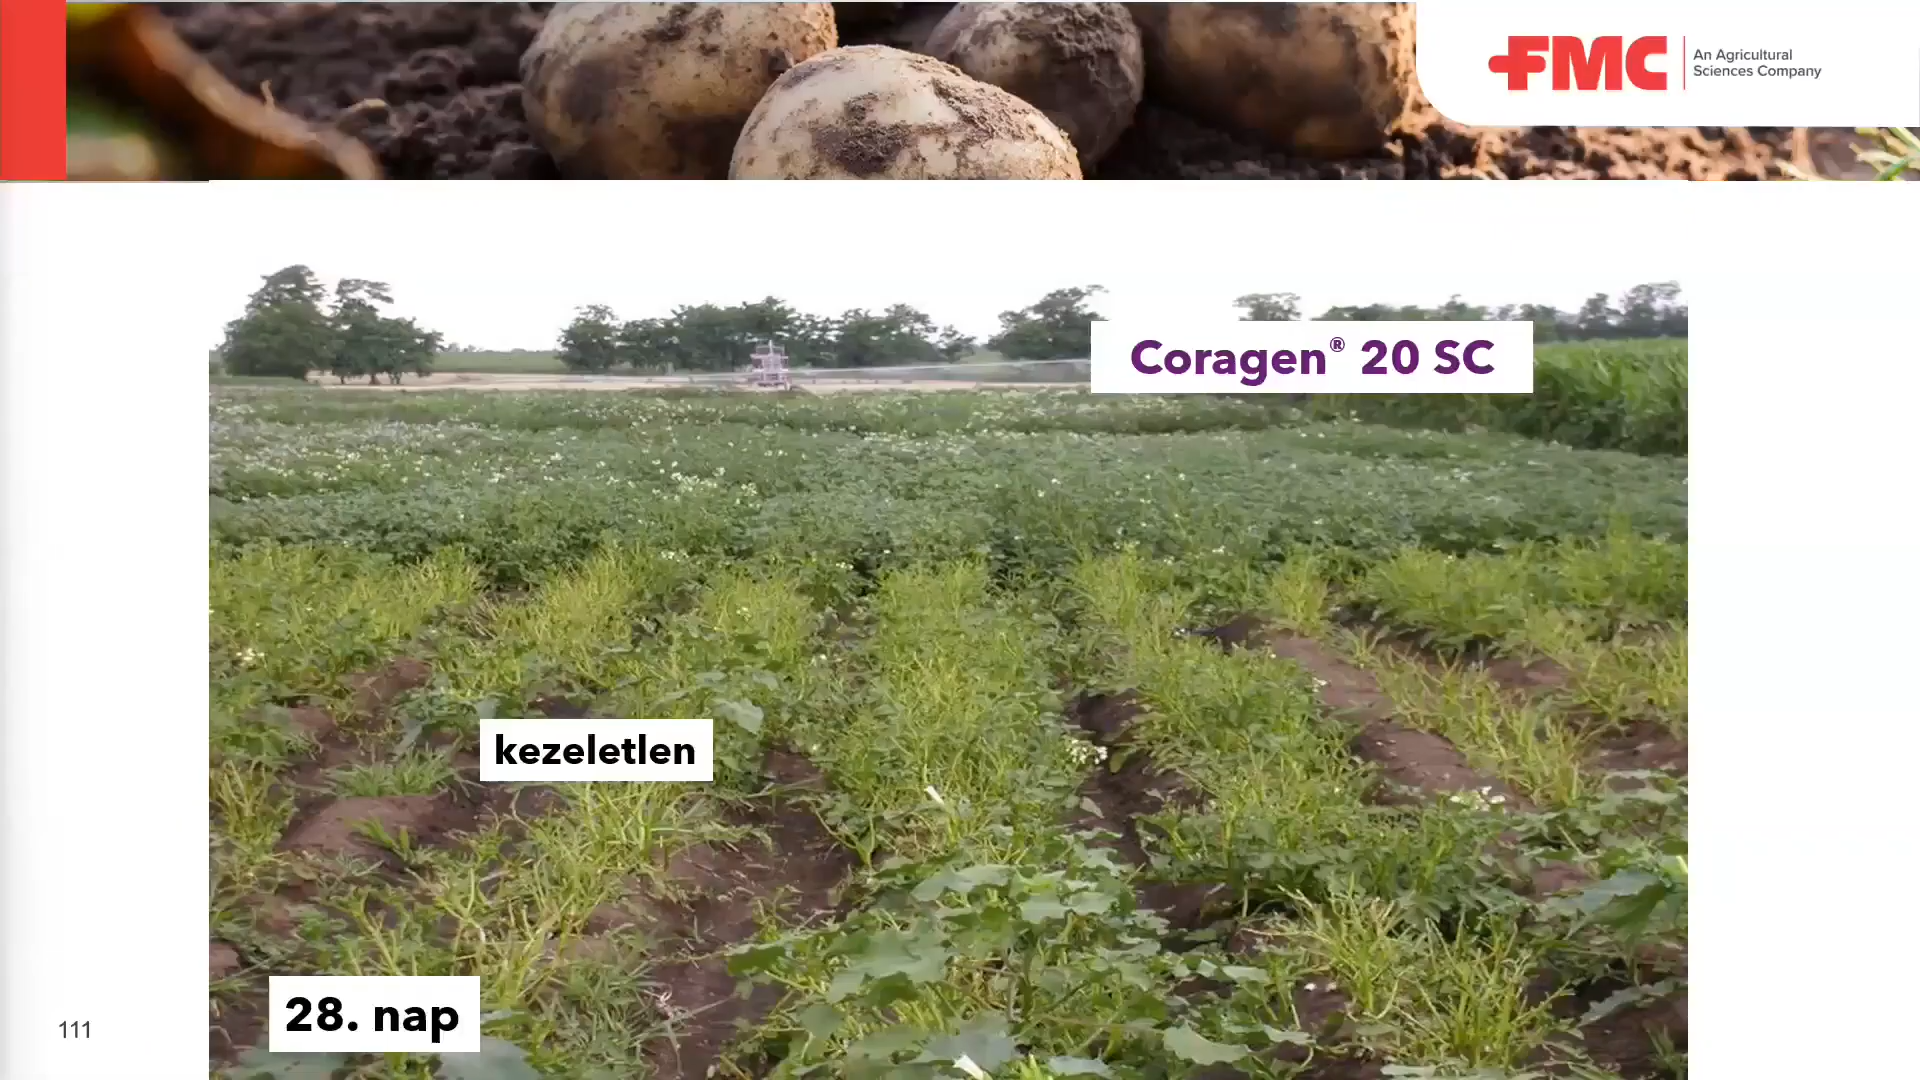 FMC
An Agricultural
Sciences Company
Coragen® 20 SC
kezeletlen
28. nap
111